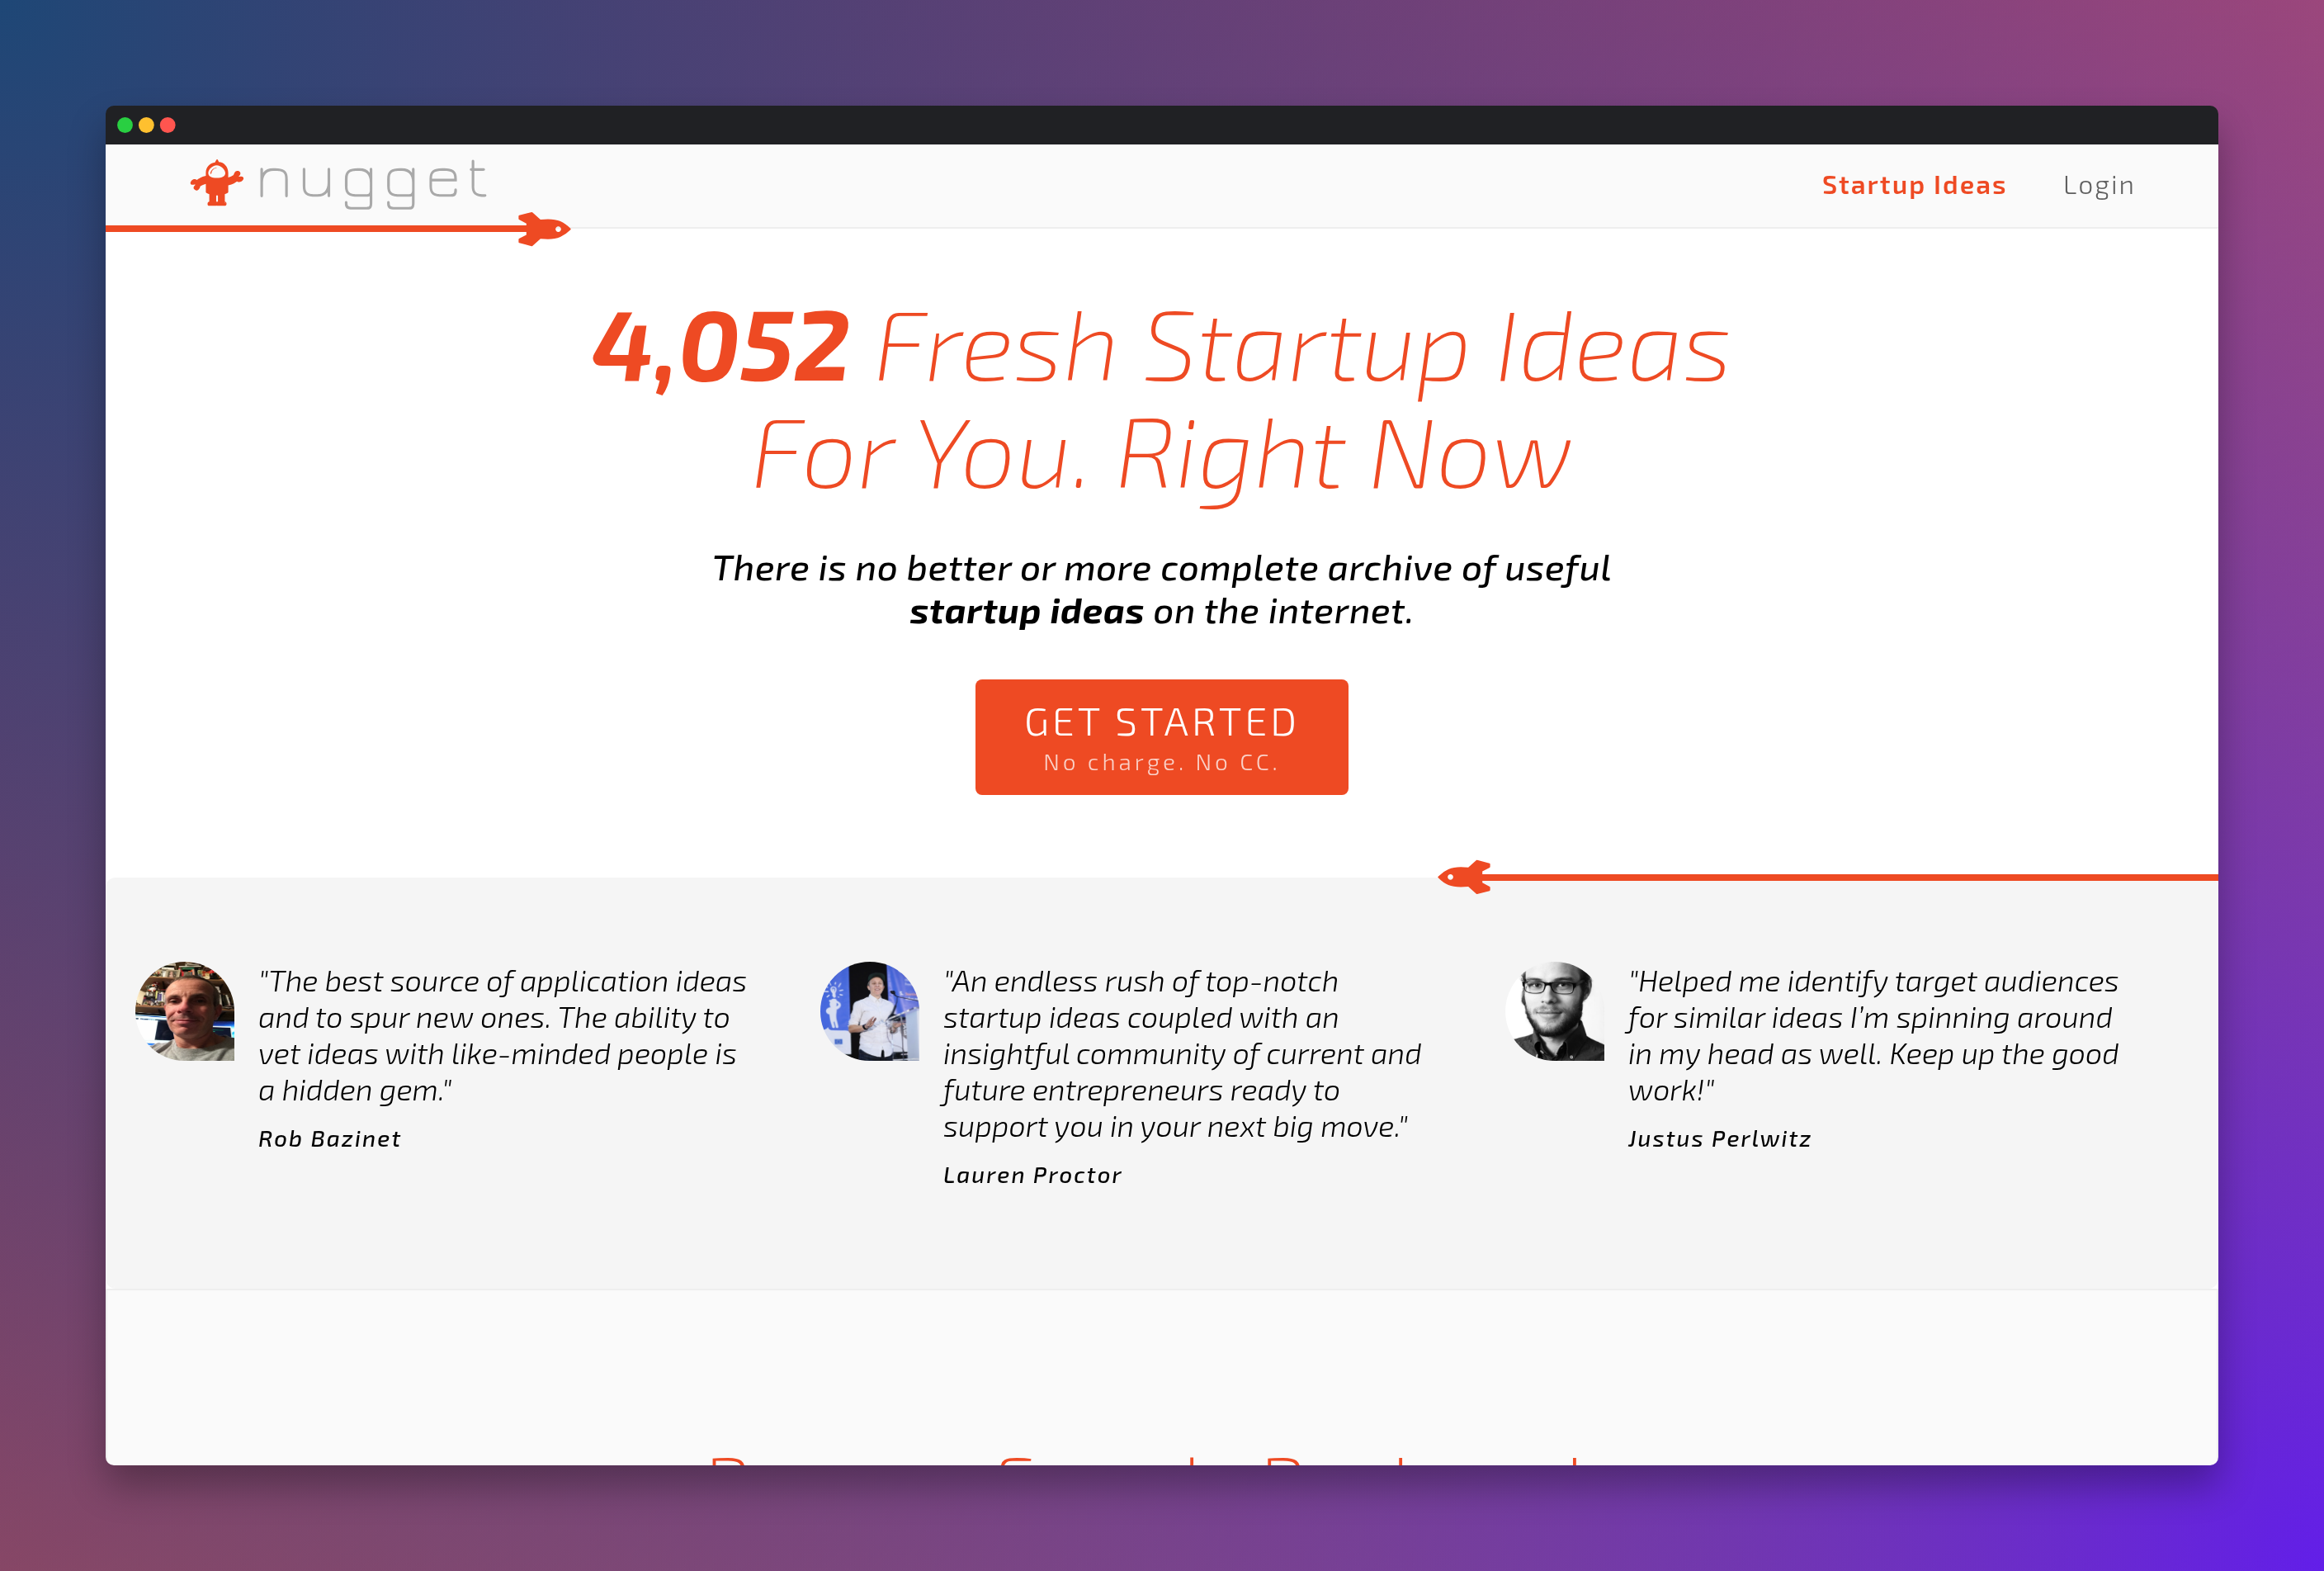 nugget
Startup Ideas
Login
4,052 Fresh Startup Ideas
For You. Right Now
There is no better or more complete archive of useful
startup ideas on the internet.
GET STARTED
No charge. No CC.
"The best source of application ideas
and to spur new ones. The ability to
vet ideas with like-minded people is
a hidden gem."
Rob Bazinet
"An endless rush of top-notch
startup ideas coupled with an
insightful community of current and
future entrepreneurs ready to
support you in your next big move."
Lauren Proctor
"Helped me identify target audiences
for similar ideas I’m spinning around
in my head as well. Keep up the good
work!"
Justus Perlwitz